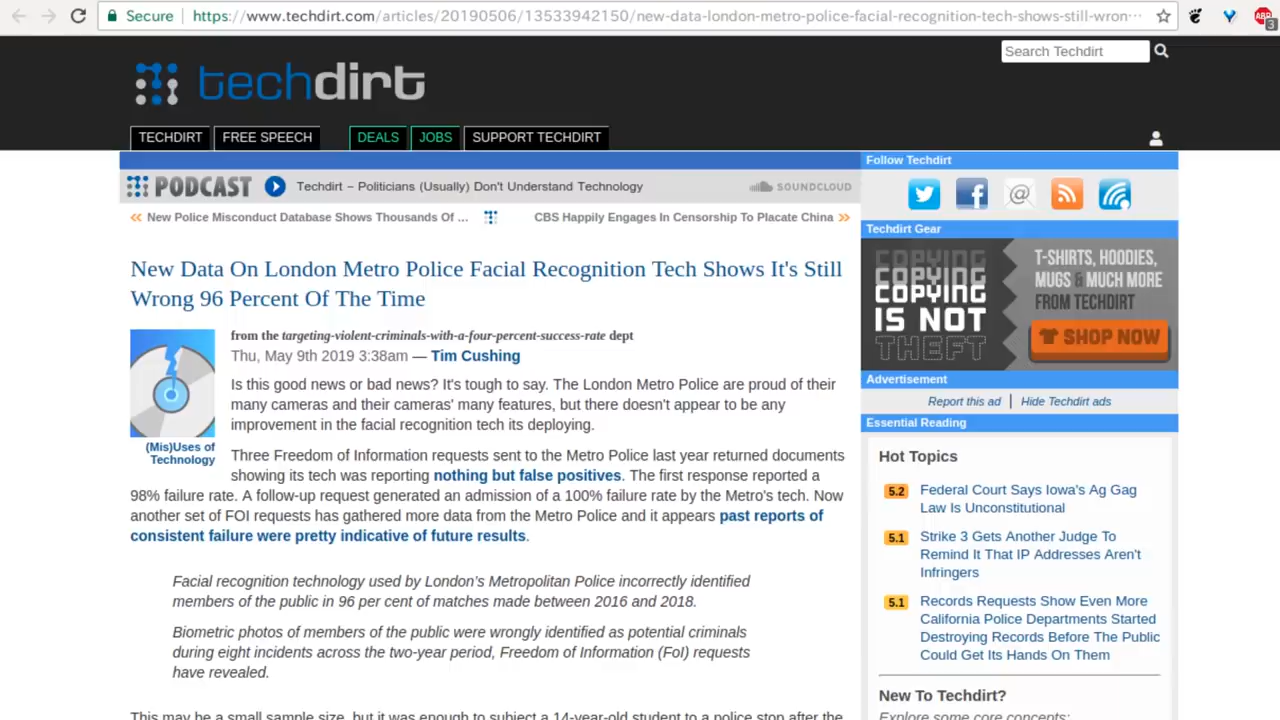 Secure
https://www.techdirt.com/articles/20190506/13533942150/new-data-london-metro-police-facial-recognition-tech-shows-still-wron···
ABP
3
Search Techdirt
techdirt
TECHDIRT
FREE SPEECH
DEALS
JOBS
SUPPORT TECHDIRT
PODCAST
Techdirt – Politicians (Usually) Don't Understand Technology
SOUNDCLOUD
New Police Misconduct Database Shows Thousands Of ...
CBS Happily Engages In Censorship To Placate China
New Data On London Metro Police Facial Recognition Tech Shows It's Still
Wrong 96 Percent Of The Time
(Mis)Uses of
Technology
from the targeting-violent-criminals-with-a-four-percent-success-rate dept
Thu, May 9th 2019 3:38am — Tim Cushing
Is this good news or bad news? It's tough to say. The London Metro Police are proud of their
many cameras and their cameras' many features, but there doesn't appear to be any
improvement in the facial recognition tech its deploying.
Three Freedom of Information requests sent to the Metro Police last year returned documents
showing its tech was reporting nothing but false positives. The first response reported a
98% failure rate. A follow-up request generated an admission of a 100% failure rate by the Metro's tech. Now
another set of FOI requests has gathered more data from the Metro Police and it appears past reports of
consistent failure were pretty indicative of future results.
Facial recognition technology used by London's Metropolitan Police incorrectly identified
members of the public in 96 per cent of matches made between 2016 and 2018.
Biometric photos of members of the public were wrongly identified as potential criminals
during eight incidents across the two-year period, Freedom of Information (FoI) requests
have revealed.
This may be a small sample size, but it was enough to subject a 14-year-old student to a police stop after the
Follow Techdirt
@
Techdirt Gear
COPYING
COPYING
COPYING
IS NOT
THEFT
T-SHIRTS, HOODIES,
MUGS & MUCH MORE
FROM TECHDIRT
SHOP NOW
Advertisement
Report this ad | Hide Techdirt ads
Essential Reading
Hot Topics
5.2 Federal Court Says Iowa's Ag Gag
Law Is Unconstitutional
5.1 Strike 3 Gets Another Judge To
Remind It That IP Addresses Aren't
Infringers
5.1 Records Requests Show Even More
California Police Departments Started
Destroying Records Before The Public
Could Get Its Hands On Them
New To Techdirt?
Explore some core concepts: